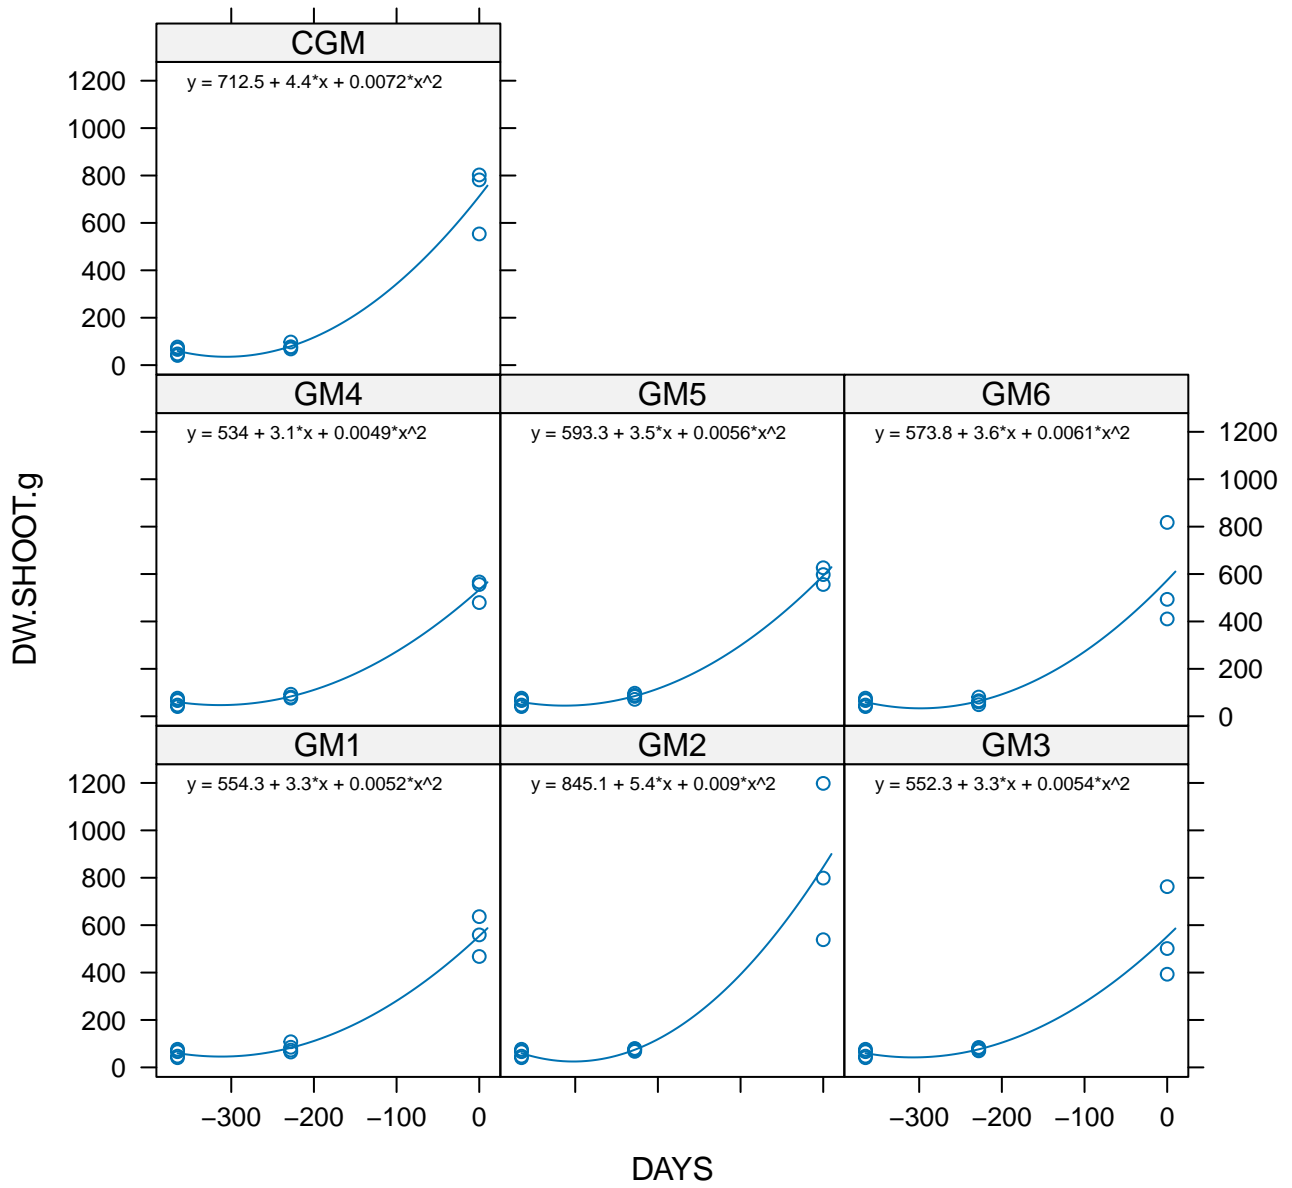 CGM
y = 712.5 + 4.4*x + 0.0072*x^2
1200
1000
800
600
400
200
0
GM4
GM5
GM6
y = 534 + 3.1*x + 0.0049*x^2
y = 593.3 + 3.5*x + 0.0056*x^2
y = 573.8 + 3.6*x + 0.0061*x^2
1200
1000
800
600
400
200
0
DW.SHOOT.g
GM1
GM2
GM3
y = 554.3 + 3.3*x + 0.0052*x^2
y = 845.1 + 5.4*x + 0.009*x^2
y = 552.3 + 3.3*x + 0.0054*x^2
1200
1000
800
600
400
200
0
−300 −200 −100 0
−300 −200 −100 0
DAYS